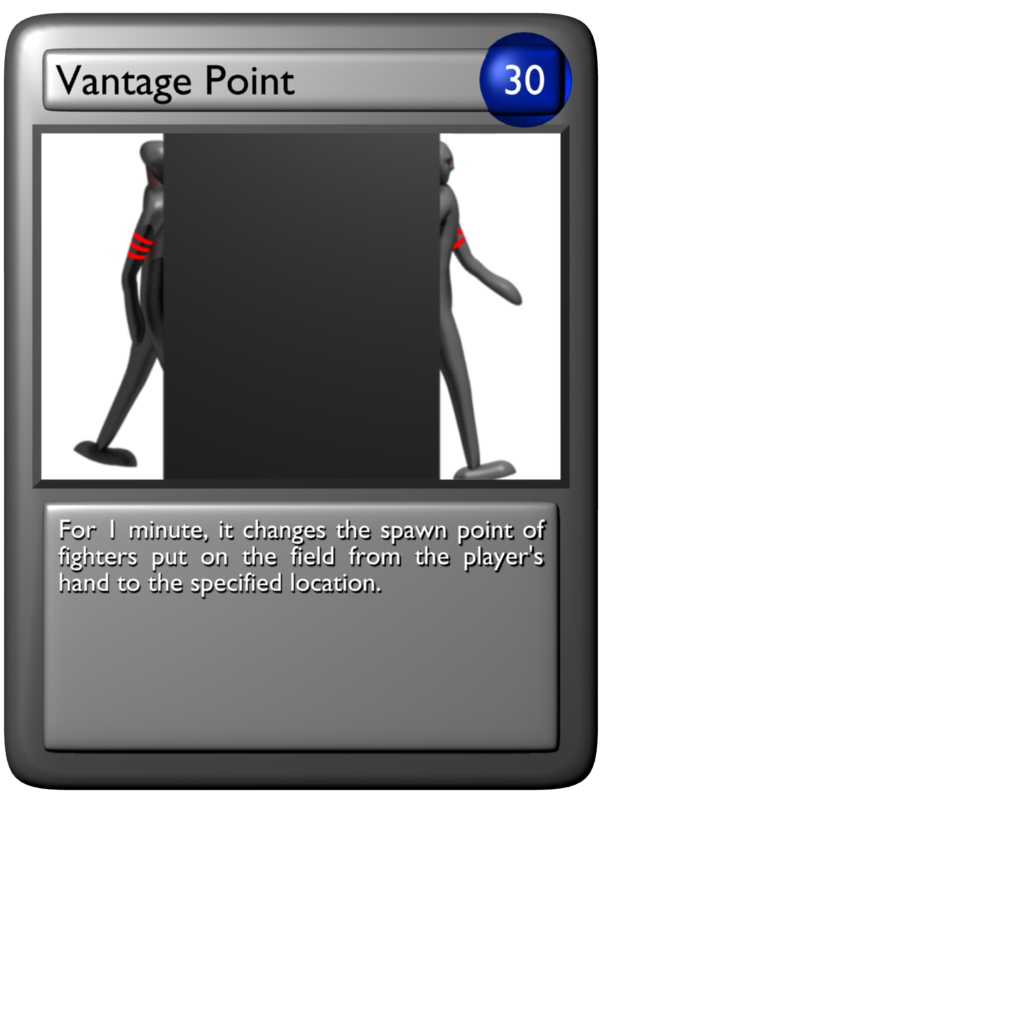 Vantage Point
30
For 1 minute, it changes the spawn point of
fighters put on the field from the player's
hand to the specified location.